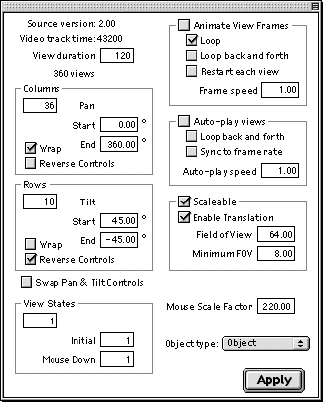 Source version: 2.00
Video track time: 43200
View duration 120
360 views
Columns
36 Pan
Start 0.00 °
Wrap End 360.00 °
Reverse Controls
Rows
10 Tilt
Start 45.00 °
Wrap End -45.00 °
Reverse Controls
Swap Pan & Tilt Controls
View States
1
Initial 1
Mouse Down 1
Animate View Frames
Loop
Loop back and forth
Restart each view
Frame speed 1.00
Auto-play views
Loop back and forth
Sync to frame rate
Auto-play speed 1.00
Scaleable
Enable Translation
Field of View 64.00
Minimum FOV 8.00
Mouse Scale Factor 220.00
Object type: Object
Apply